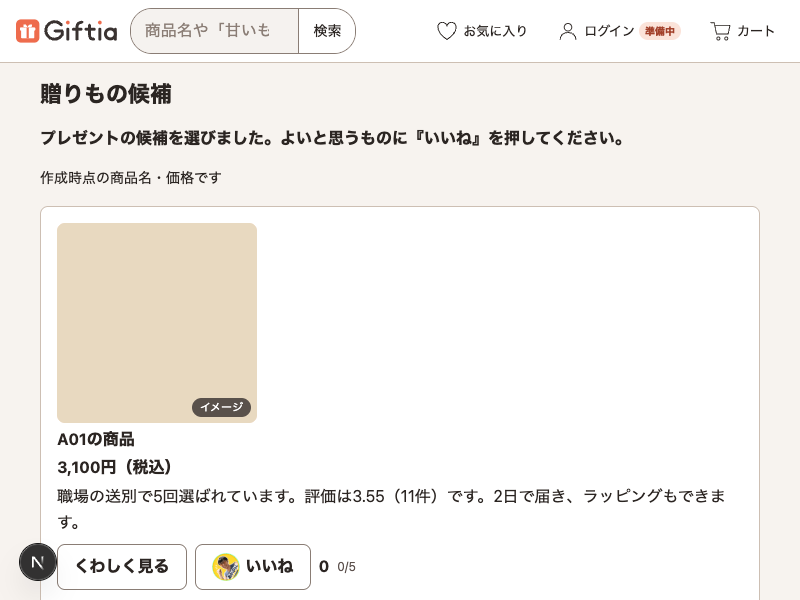 Giftia
商品名や「甘いも
検索
お気に入り
ログイン
準備中
カート
贈りもの候補
プレゼントの候補を選びました。よいと思うものに『いいね』を押してください。
作成時点の商品名・価格です
イメージ
A01の商品
3,100円（税込）
職場の送別で5回選ばれています。評価は3.55（11件）です。2日で届き、ラッピングもできま
す。
N
くわしく見る
いいね
0
0/5